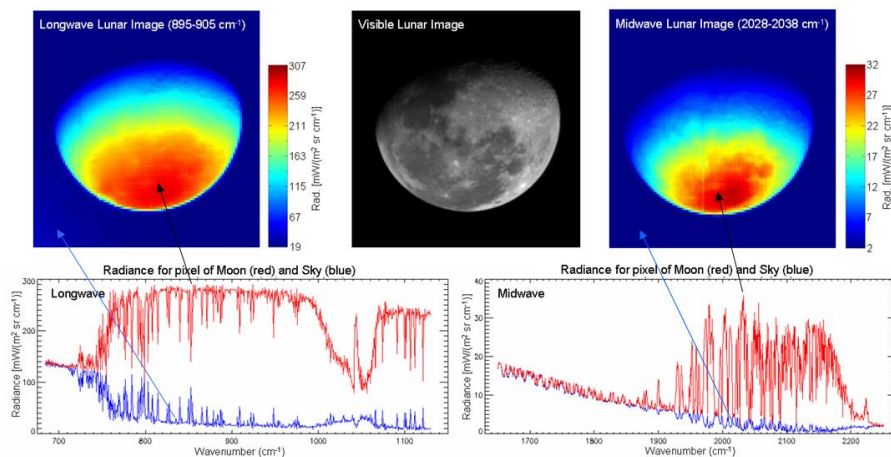 Longwave Lunar Image (895-905 cm⁻¹)
307
259
211
163
115
67
19
Rad. [mW/(m² sr cm⁻¹)]
Visible Lunar Image
Midwave Lunar Image (2028-2038 cm⁻¹)
32
27
22
17
12
7
2
Rad. [mW/(m² sr cm⁻¹)]
Radiance for pixel of Moon (red) and Sky (blue)
Longwave
300
200
100
0
Radiance [mW/(m² sr cm⁻¹)]
700 800 900 1000 1100
Wavenumber (cm⁻¹)
Radiance for pixel of Moon (red) and Sky (blue)
Midwave
40
30
20
10
0
Radiance [mW/(m² sr cm⁻¹)]
1700 1800 1900 2000 2100 2200
Wavenumber (cm⁻¹)